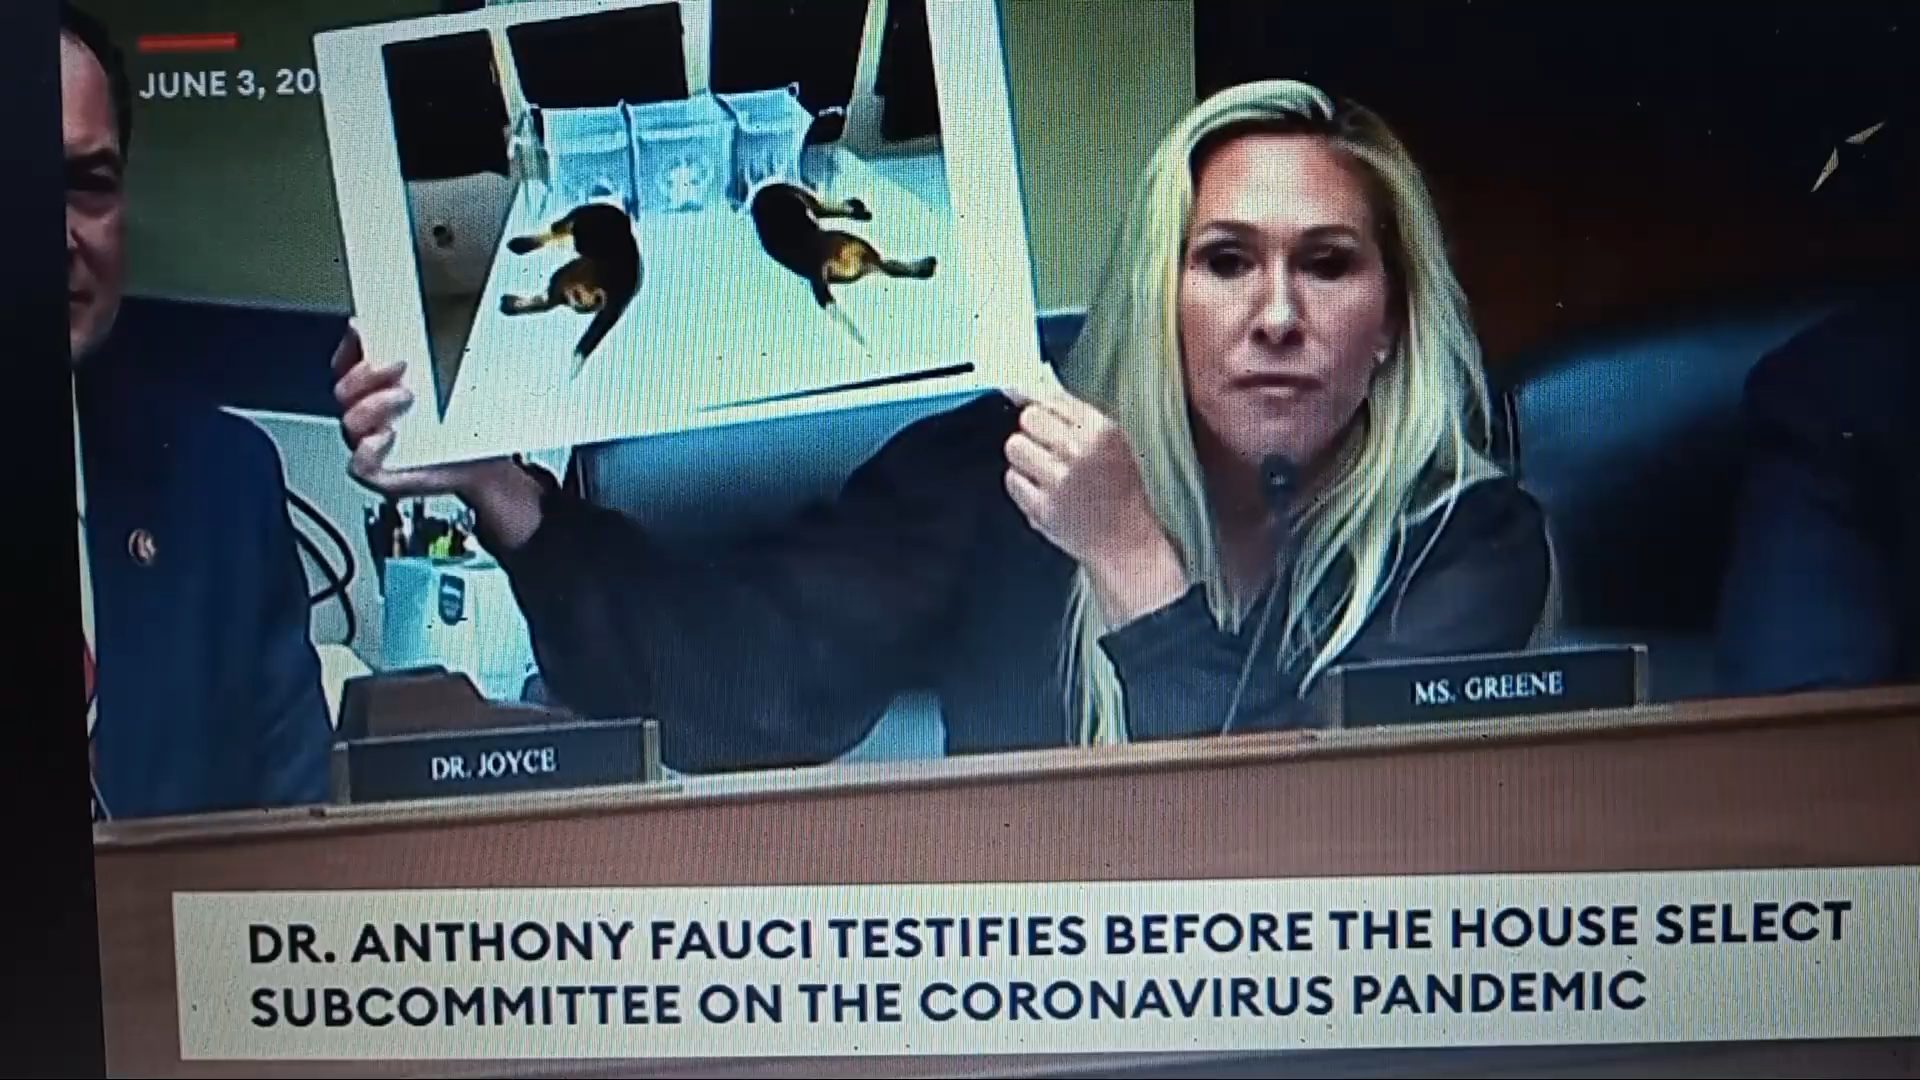 JUNE 3, 20
DR. JOYCE
MS. GREENE
DR. ANTHONY FAUCI TESTIFIES BEFORE THE HOUSE SELECT
SUBCOMMITTEE ON THE CORONAVIRUS PANDEMIC